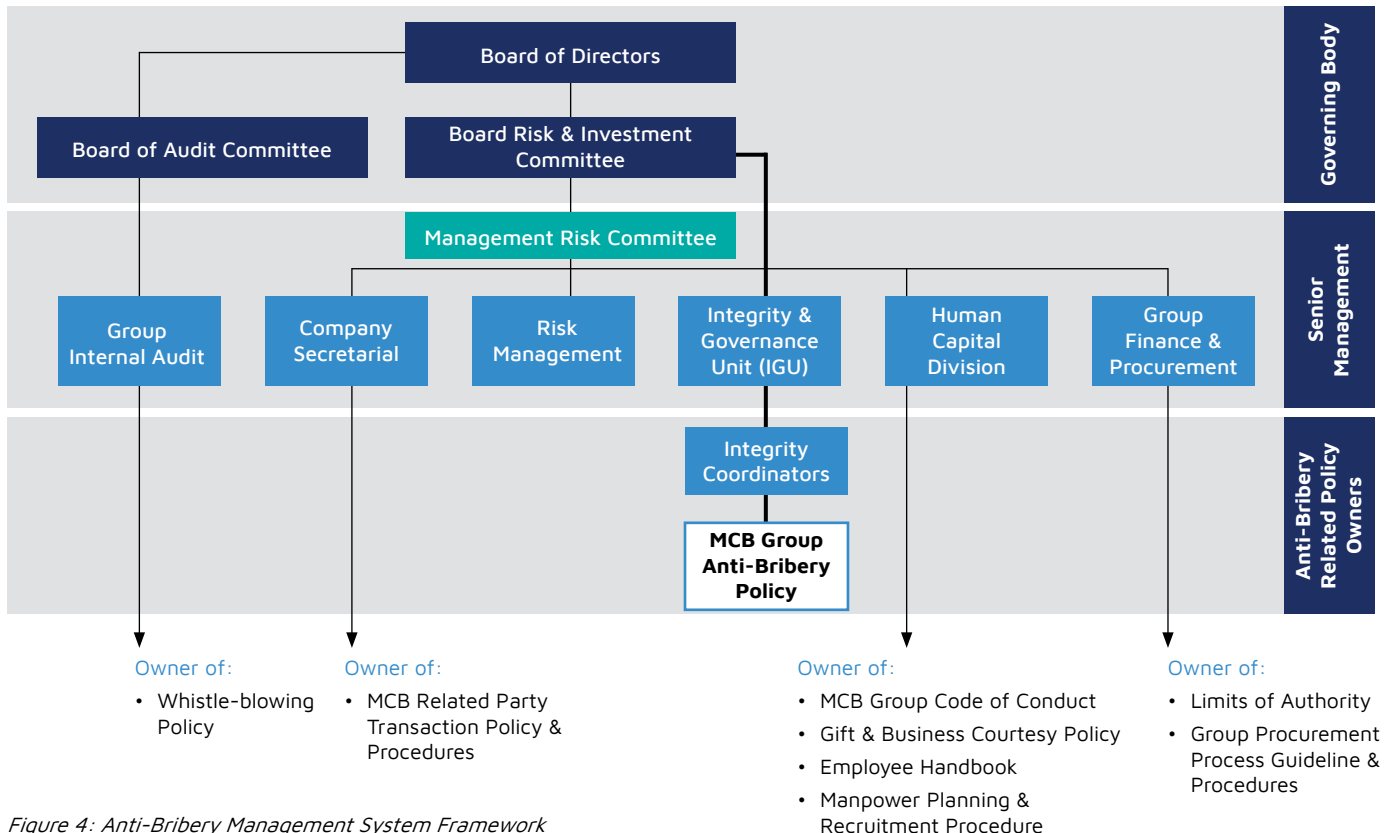 Board of Directors
Board of Audit Committee
Board Risk & Investment
Committee
Governing Body
Management Risk Committee
Group
Internal Audit
Company
Secretarial
Risk
Management
Integrity &
Governance
Unit (IGU)
Human
Capital
Division
Group
Finance &
Procurement
Senior
Management
Integrity
Coordinators
MCB Group
Anti-Bribery
Policy
Anti-Bribery
Related Policy
Owners
Owner of:
• Whistle-blowing
Policy
Owner of:
• MCB Related Party
Transaction Policy &
Procedures
Owner of:
• MCB Group Code of Conduct
• Gift & Business Courtesy Policy
• Employee Handbook
• Manpower Planning &
Recruitment Procedure
Owner of:
• Limits of Authority
• Group Procurement
Process Guideline &
Procedures
Figure 4: Anti-Bribery Management System Framework